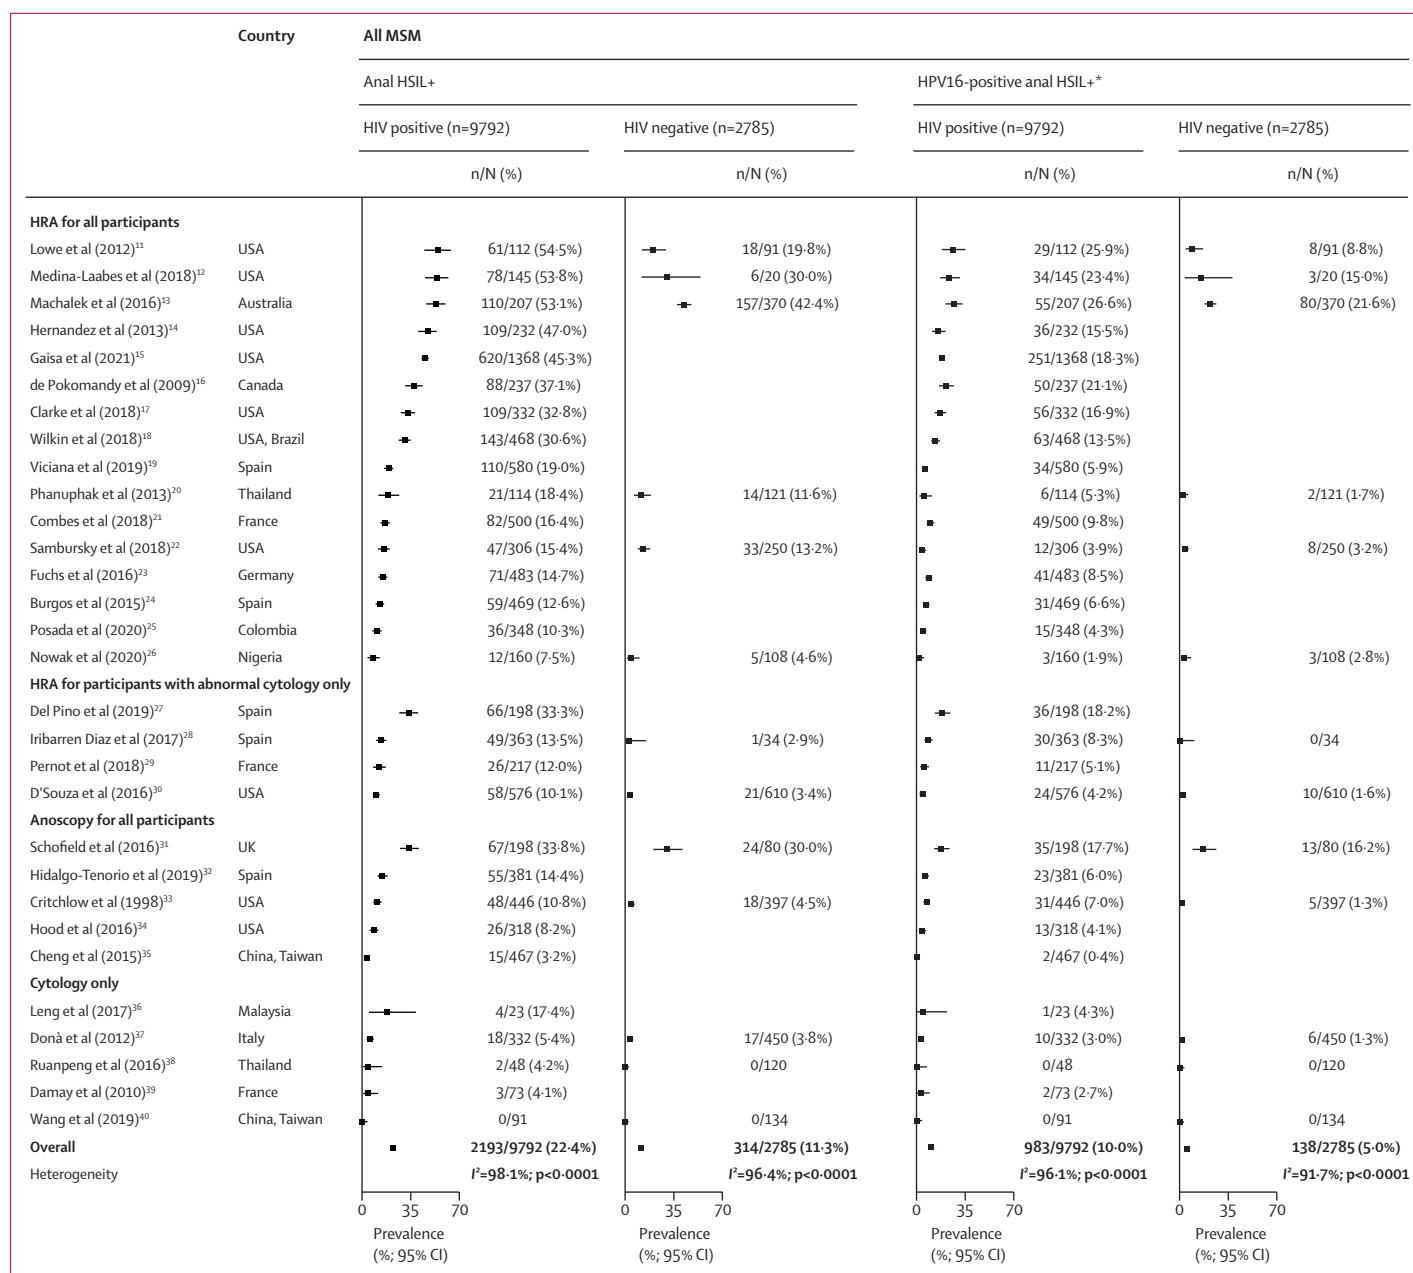 Country All MSM
Anal HSIL+ HPV16-positive anal HSIL+*
HIV positive (n=9792) HIV negative (n=2785) HIV positive (n=9792) HIV negative (n=2785)
n/N (%) n/N (%) n/N (%) n/N (%)
HRA for all participants
Lowe et al (2012)¹¹ USA 61/112 (54·5%) 18/91 (19·8%) 29/112 (25·9%) 8/91 (8·8%)
Medina-Laabes et al (2018)¹² USA 78/145 (53·8%) 6/20 (30·0%) 34/145 (23·4%) 3/20 (15·0%)
Machalek et al (2016)¹³ Australia 110/207 (53·1%) 157/370 (42·4%) 55/207 (26·6%) 80/370 (21·6%)
Hernandez et al (2013)¹⁴ USA 109/232 (47·0%) 36/232 (15·5%)
Gaisa et al (2021)¹⁵ USA 620/1368 (45·3%) 251/1368 (18·3%)
de Pokomandy et al (2009)¹⁶ Canada 88/237 (37·1%) 50/237 (21·1%)
Clarke et al (2018)¹⁷ USA 109/332 (32·8%) 56/332 (16·9%)
Wilkin et al (2018)¹⁸ USA, Brazil 143/468 (30·6%) 63/468 (13·5%)
Viciana et al (2019)¹⁹ Spain 110/580 (19·0%) 34/580 (5·9%)
Phanuphak et al (2013)²⁰ Thailand 21/114 (18·4%) 14/121 (11·6%) 6/114 (5·3%) 2/121 (1·7%)
Combes et al (2018)²¹ France 82/500 (16·4%) 49/500 (9·8%)
Sambursky et al (2018)²² USA 47/306 (15·4%) 33/250 (13·2%) 12/306 (3·9%) 8/250 (3·2%)
Fuchs et al (2016)²³ Germany 71/483 (14·7%) 41/483 (8·5%)
Burgos et al (2015)²⁴ Spain 59/469 (12·6%) 31/469 (6·6%)
Posada et al (2020)²⁵ Colombia 36/348 (10·3%) 15/348 (4·3%)
Nowak et al (2020)²⁶ Nigeria 12/160 (7·5%) 5/108 (4·6%) 3/160 (1·9%) 3/108 (2·8%)
HRA for participants with abnormal cytology only
Del Pino et al (2019)²⁷ Spain 66/198 (33·3%) 36/198 (18·2%)
Iribarren Diaz et al (2017)²⁸ Spain 49/363 (13·5%) 1/34 (2·9%) 30/363 (8·3%) 0/34
Pernot et al (2018)²⁹ France 26/217 (12·0%) 11/217 (5·1%)
D'Souza et al (2016)³⁰ USA 58/576 (10·1%) 21/610 (3·4%) 24/576 (4·2%) 10/610 (1·6%)
Anoscopy for all participants
Schofield et al (2016)³¹ UK 67/198 (33·8%) 24/80 (30·0%) 35/198 (17·7%) 13/80 (16·2%)
Hidalgo-Tenorio et al (2019)³² Spain 55/381 (14·4%) 23/381 (6·0%)
Critchlow et al (1998)³³ USA 48/446 (10·8%) 18/397 (4·5%) 31/446 (7·0%) 5/397 (1·3%)
Hood et al (2016)³⁴ USA 26/318 (8·2%) 13/318 (4·1%)
Cheng et al (2015)³⁵ China, Taiwan 15/467 (3·2%) 2/467 (0·4%)
Cytology only
Leng et al (2017)³⁶ Malaysia 4/23 (17·4%) 1/23 (4·3%)
Donà et al (2012)³⁷ Italy 18/332 (5·4%) 17/450 (3·8%) 10/332 (3·0%) 6/450 (1·3%)
Ruanpeng et al (2016)³⁸ Thailand 2/48 (4·2%) 0/120 0/48 0/120
Damay et al (2010)³⁹ France 3/73 (4·1%) 2/73 (2·7%)
Wang et al (2019)⁴⁰ China, Taiwan 0/91 0/134 0/91 0/134
Overall 2193/9792 (22·4%) 314/2785 (11·3%) 983/9792 (10·0%) 138/2785 (5·0%)
Heterogeneity I²=98·1%; p<0·0001 I²=96·4%; p<0·0001 I²=96·1%; p<0·0001 I²=91·7%; p<0·0001
0 35 70 0 35 70 0 35 70 0 35 70
Prevalence Prevalence Prevalence Prevalence
(%; 95% CI) (%; 95% CI) (%; 95% CI) (%; 95% CI)